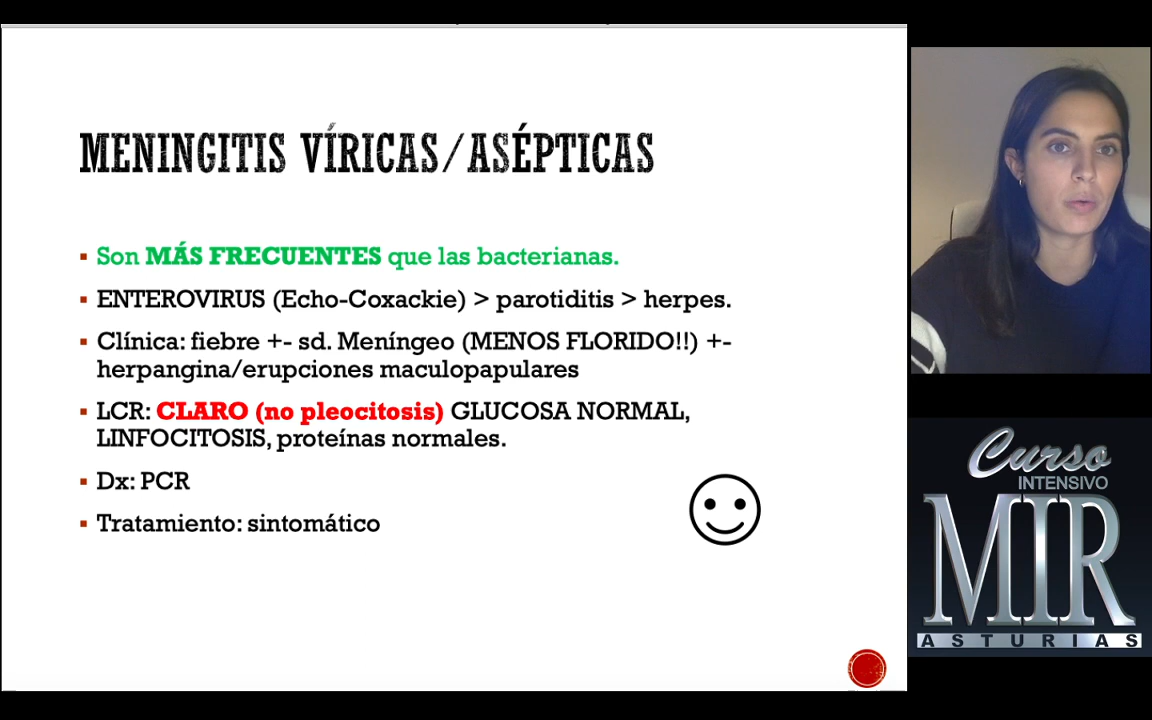 MENINGITIS VÍRICAS/ASÉPTICAS
Son MÁS FRECUENTES que las bacterianas.
ENTEROVIRUS (Echo-Coxackie) > parotiditis > herpes.
Clínica: fiebre +- sd. Meníngeo (MENOS FLORIDO!!) +-
herpangina/erupciones maculopapulares
LCR: CLARO (no pleocitosis) GLUCOSA NORMAL,
LINFOCITOSIS, proteínas normales.
Dx: PCR
Tratamiento: sintomático
Curso
INTENSIVO
MIR
ASTURIAS